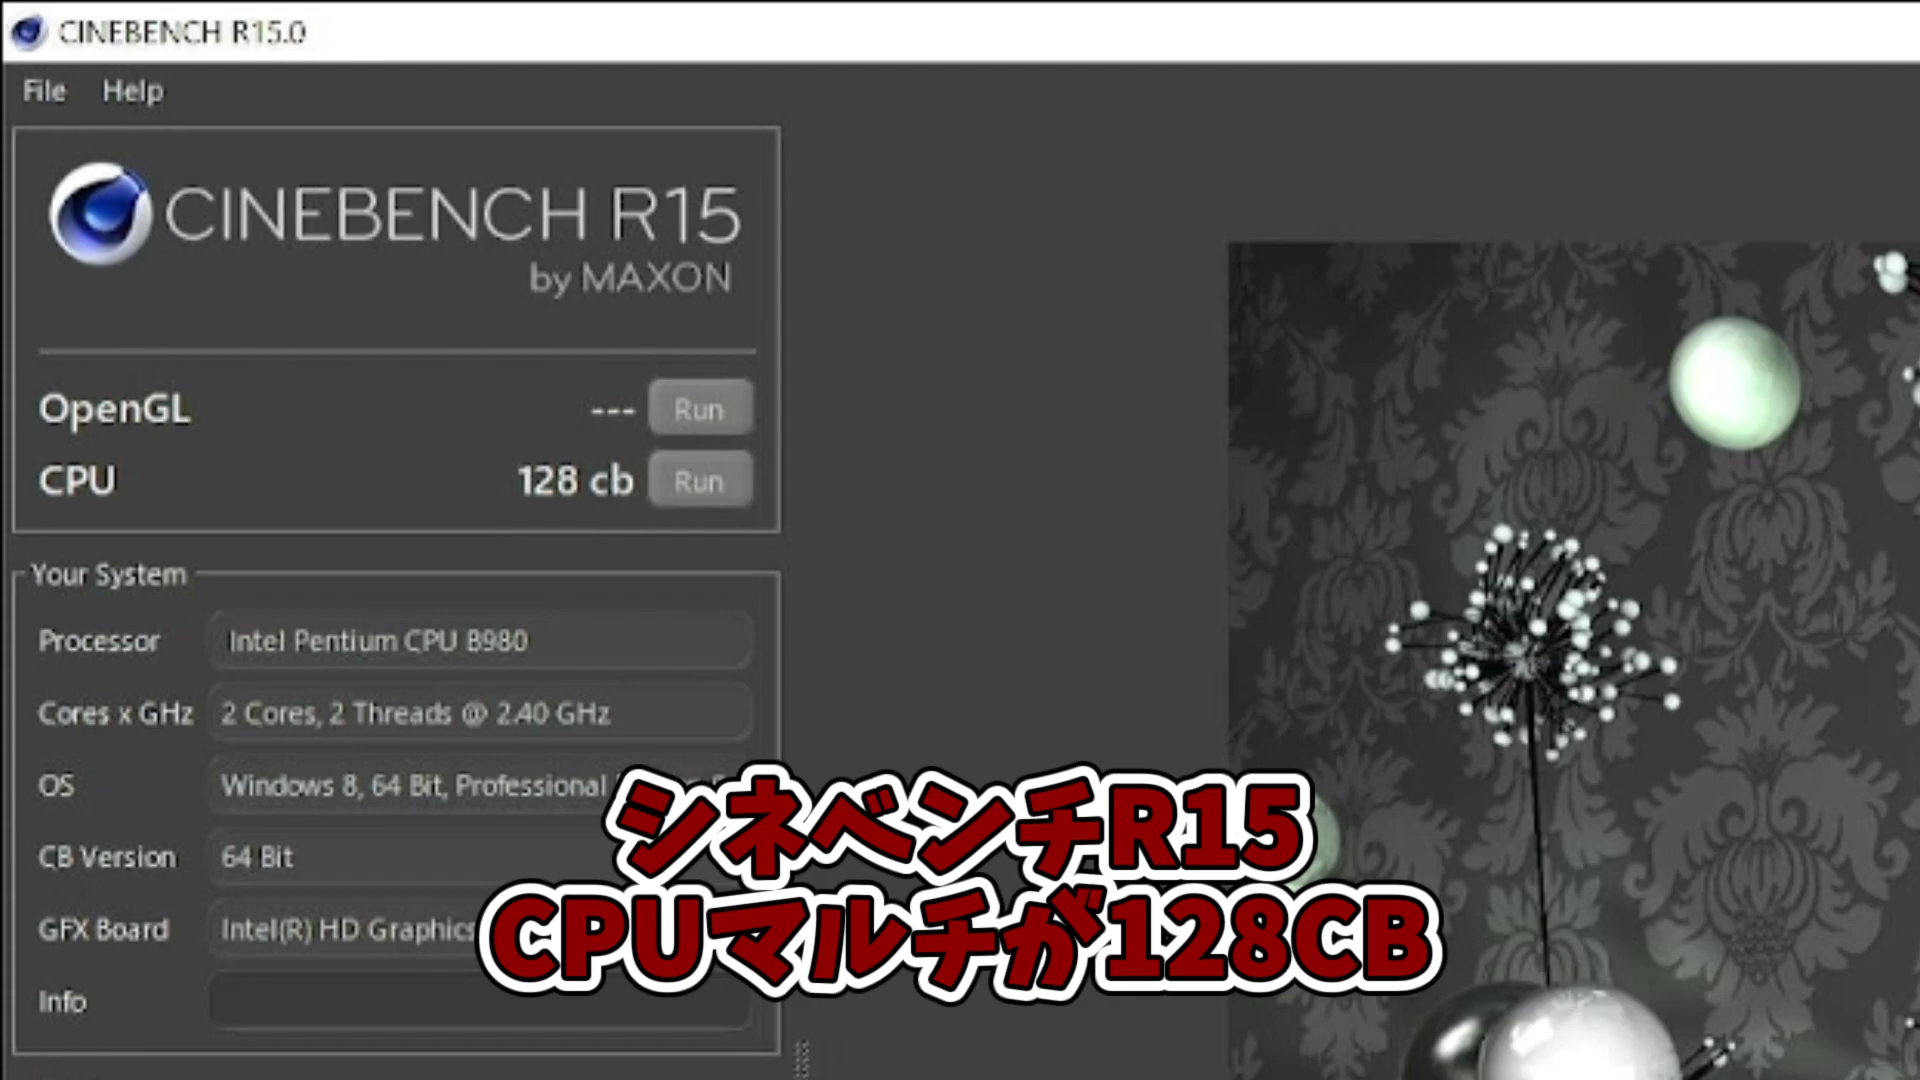 CINEBENCH R15.0
File Help
CINEBENCH R15
by MAXON
OpenGL --- Run
CPU 128 cb Run
Your System
Processor Intel Pentium CPU B980
Cores x GHz 2 Cores, 2 Threads @ 2.40 GHz
OS Windows 8, 64 Bit, Professional
CB Version 64 Bit
GFX Board Intel(R) HD Graphics
Info
シネベンチR15
CPUマルチが128CB